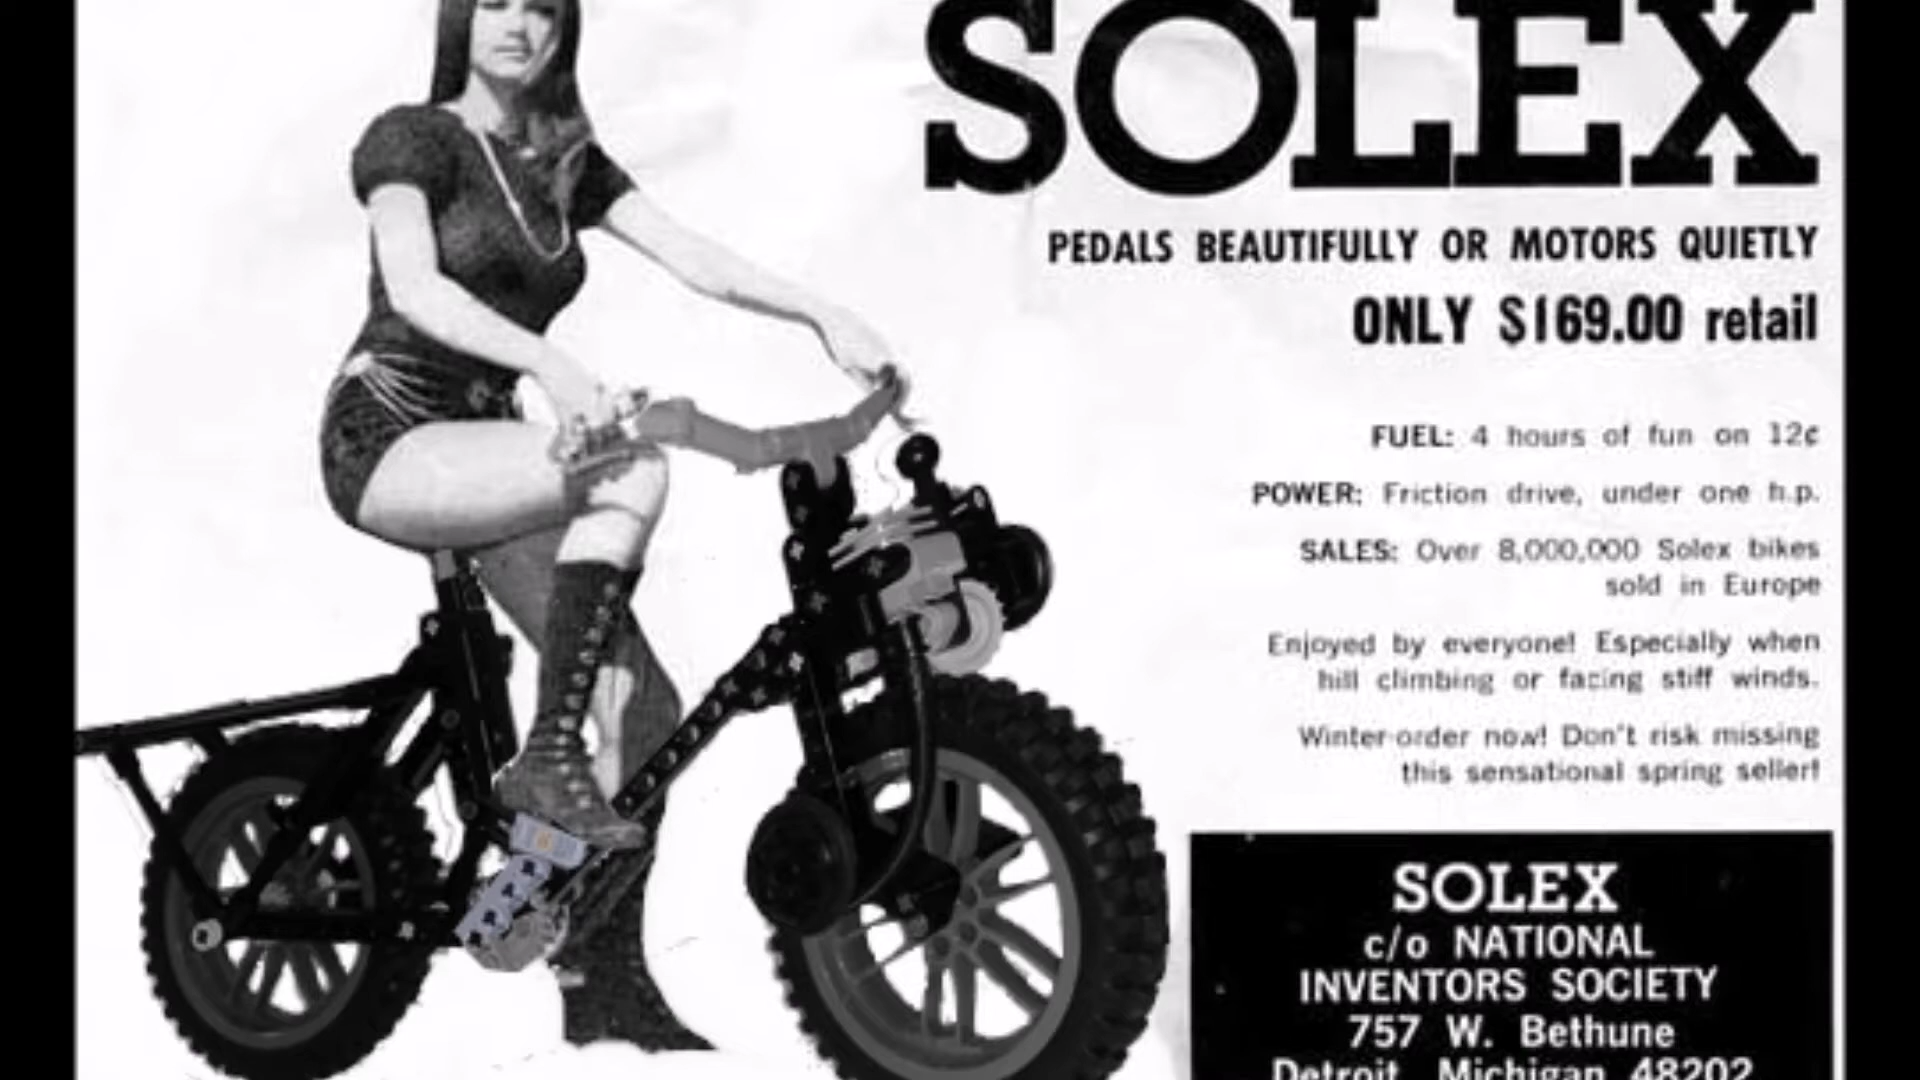 SOLEX
PEDALS BEAUTIFULLY OR MOTORS QUIETLY
ONLY $169.00 retail
FUEL: 4 hours of fun on 12¢
POWER: Friction drive, under one h.p.
SALES: Over 8,000,000 Solex bikes
sold in Europe
Enjoyed by everyone! Especially when
hill climbing or facing stiff winds.
Winter-order now! Don't risk missing
this sensational spring seller!
SOLEX
c/o NATIONAL
INVENTORS SOCIETY
757 W. Bethune
Detroit, Michigan 48202